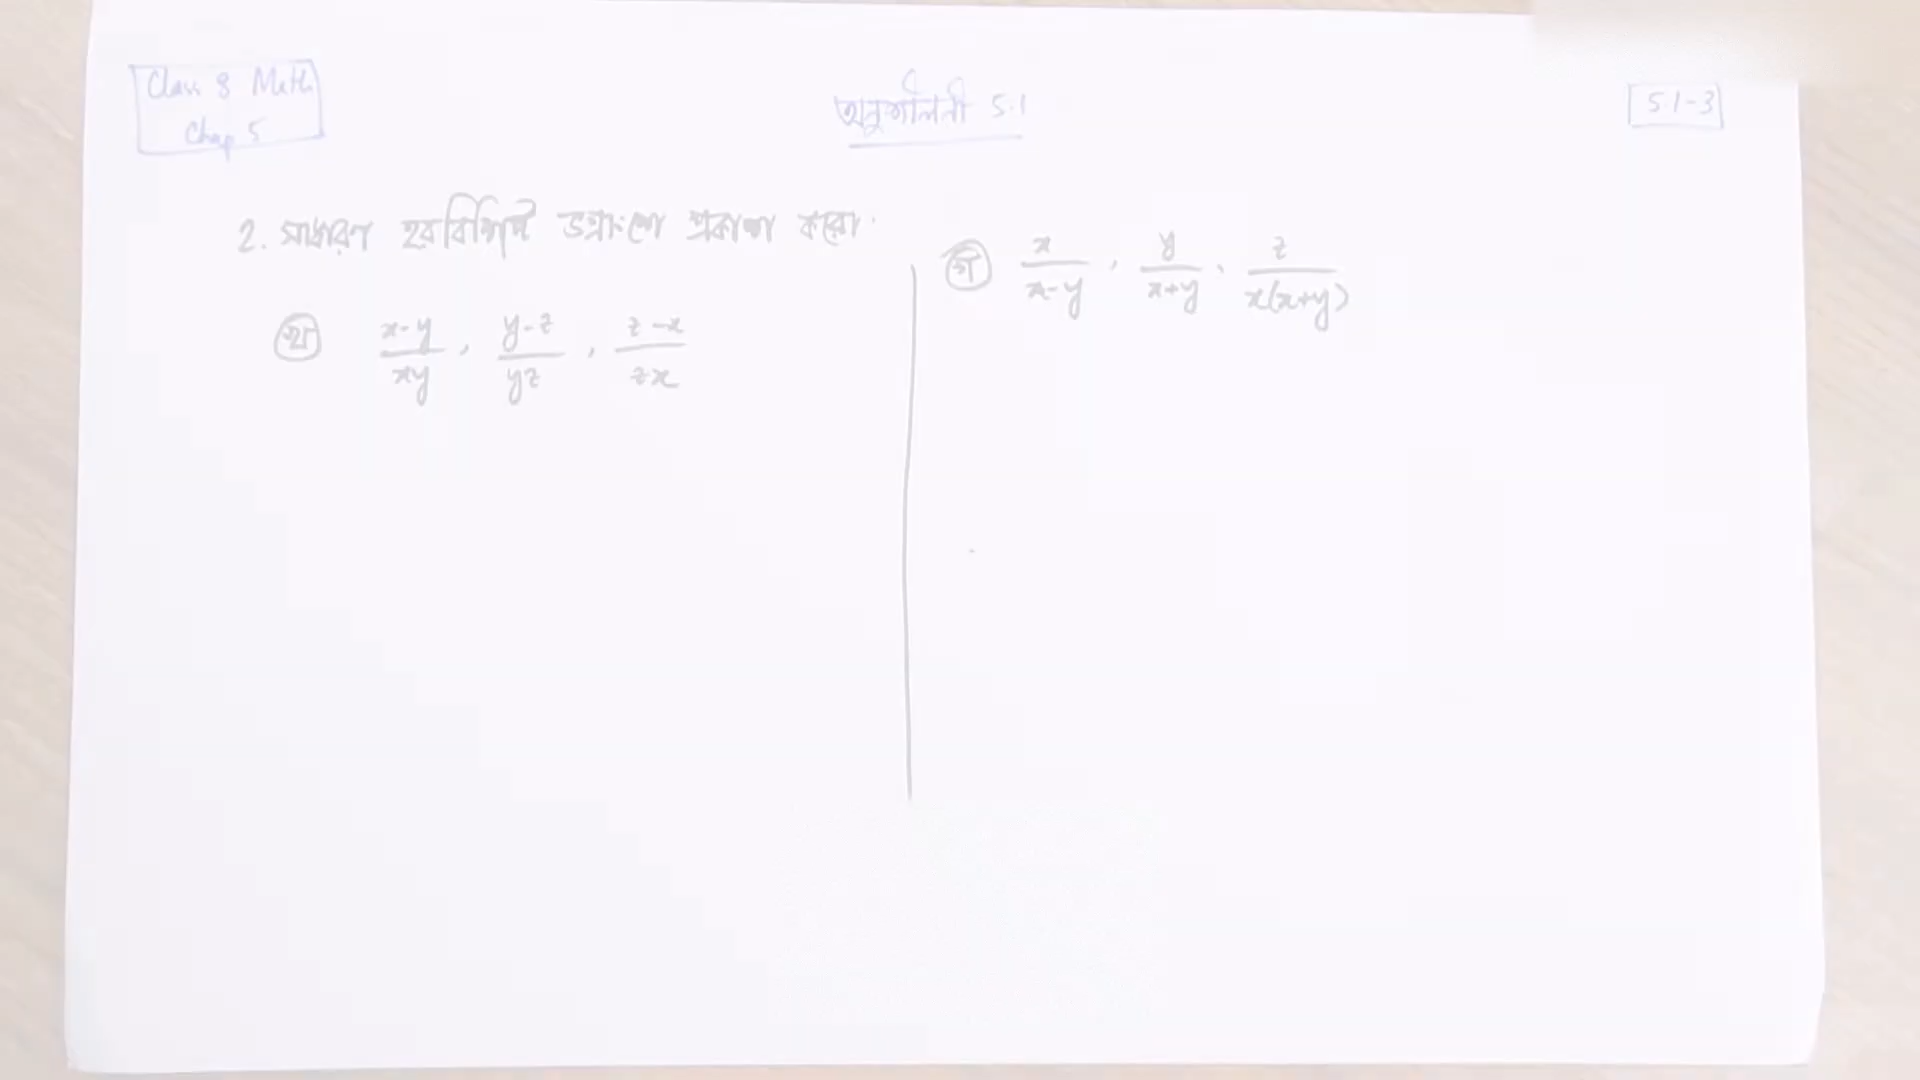 Class 8 Math
Chap 5
অনুশীলনী 5.1
5.1-3
2. সাধারণ হরবিশিষ্ট ভগ্নাংশে প্রকাশ করো.
খ (x-y)/(xy), (y-z)/(yz), (z-x)/(zx)
গ x/(x-y), y/(x+y), z/(x(x+y))